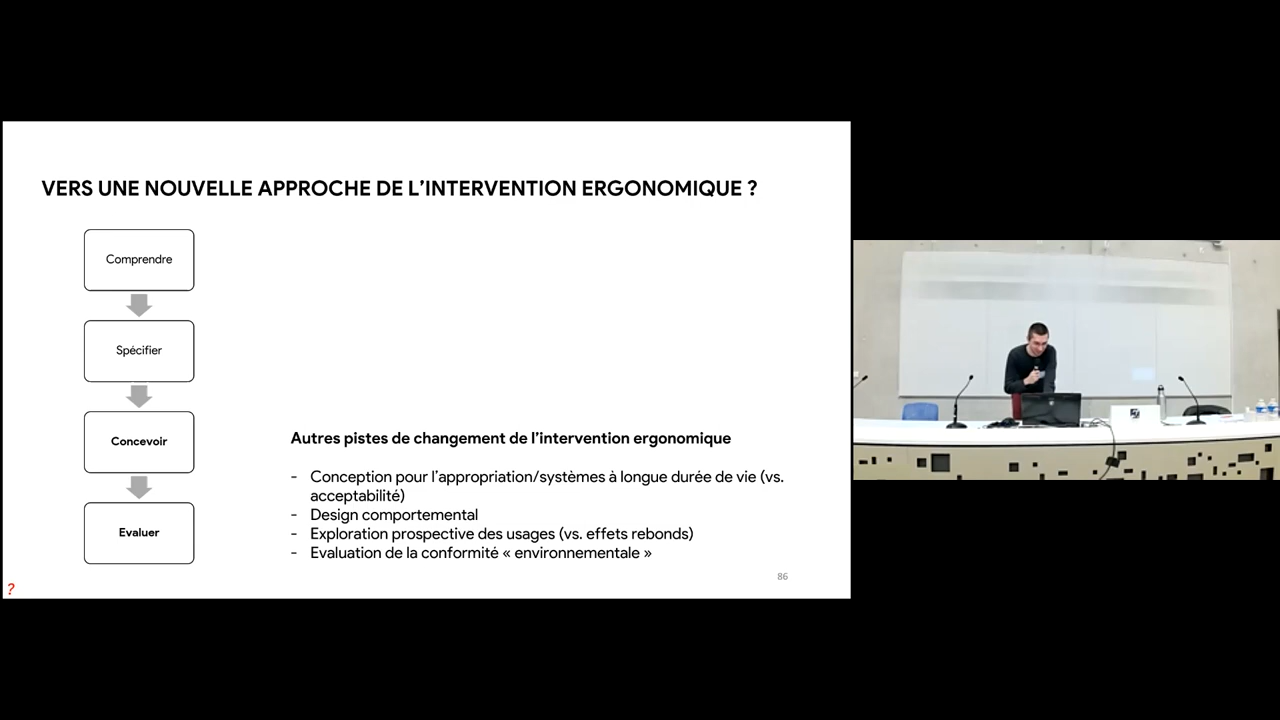 VERS UNE NOUVELLE APPROCHE DE L'INTERVENTION ERGONOMIQUE ?
Comprendre
Spécifier
Concevoir
Evaluer
Autres pistes de changement de l'intervention ergonomique
- Conception pour l'appropriation/systèmes à longue durée de vie (vs.
acceptabilité)
- Design comportemental
- Exploration prospective des usages (vs. effets rebonds)
- Evaluation de la conformité « environnementale »
86
?